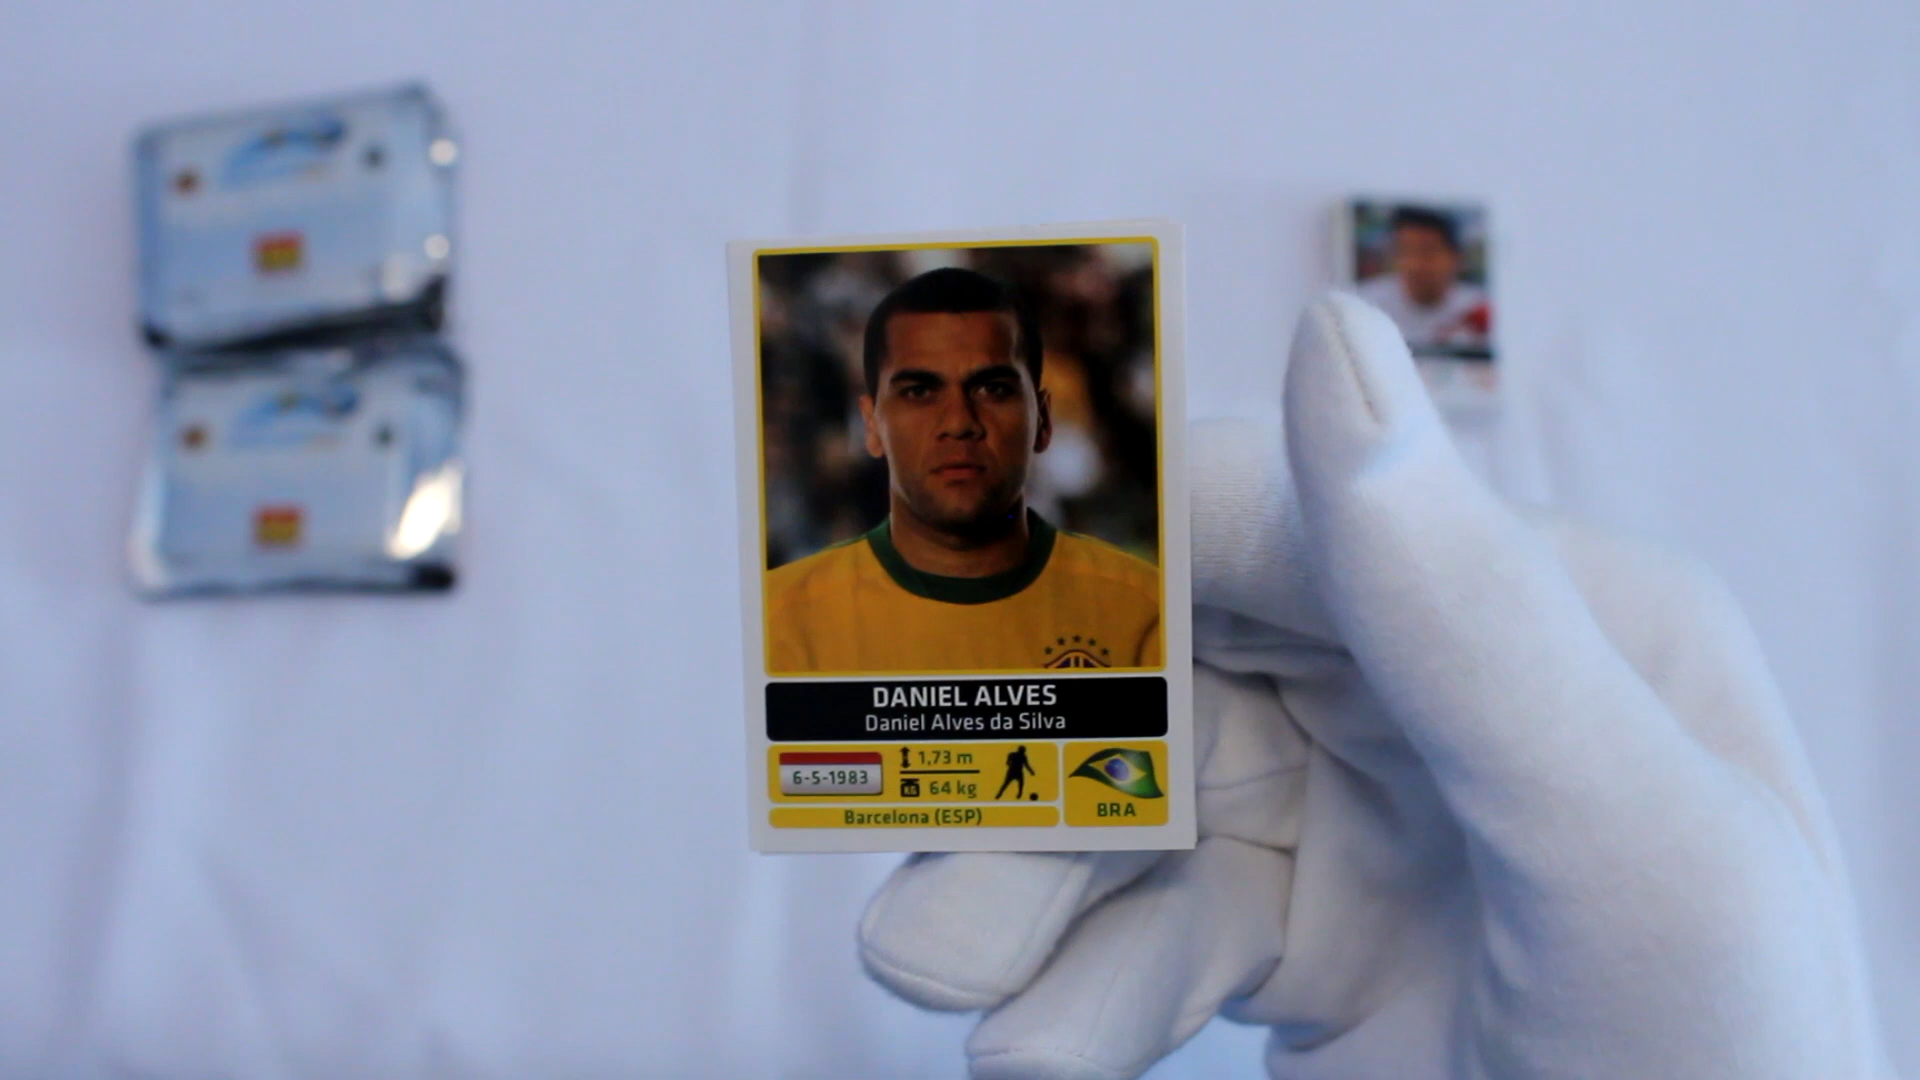 DANIEL ALVES
Daniel Alves da Silva
6-5-1983
1,73 m
64 kg
Barcelona (ESP)
BRA